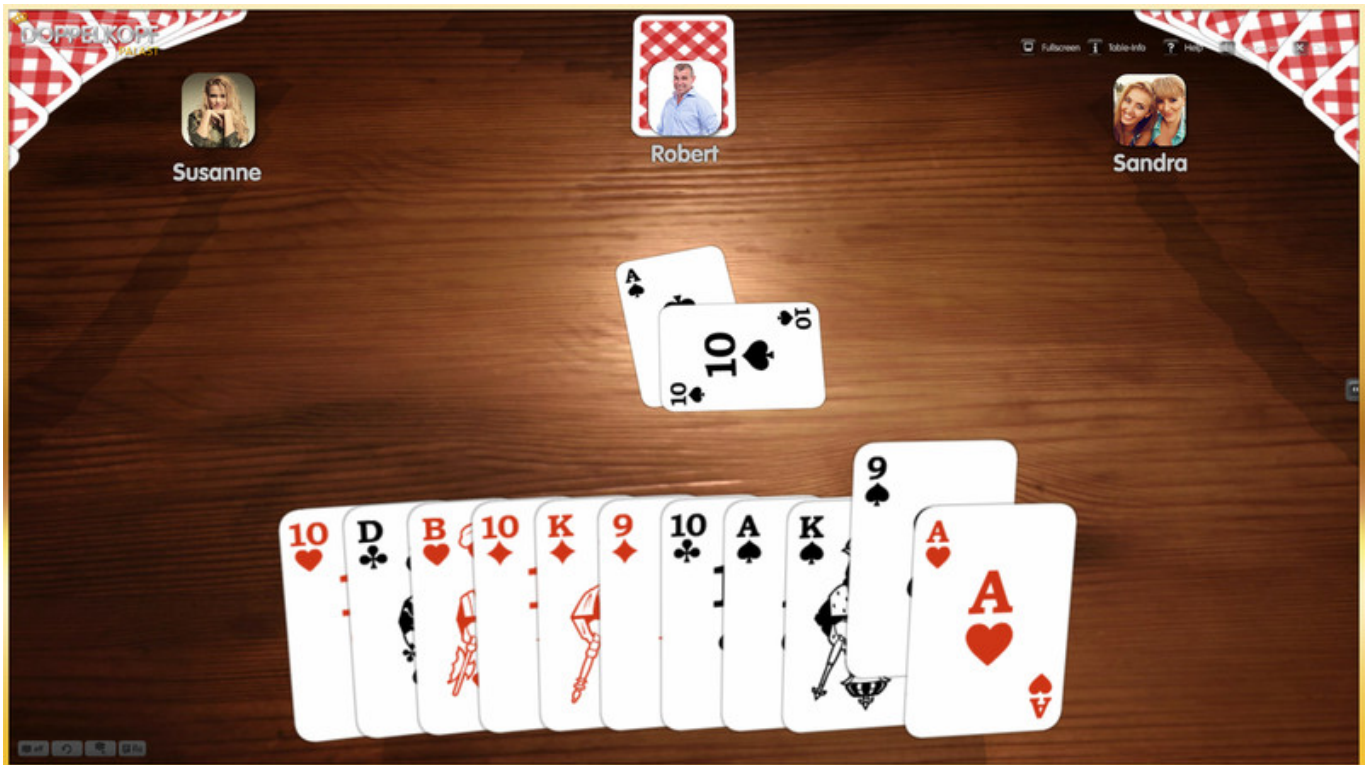 DOPPELKOPF
PALAST
Fullscreen
Table-Info
Help
Susanne
Robert
Sandra
A
10
10
10
10
D
B
10
K
9
10
A
K
9
A
A
A